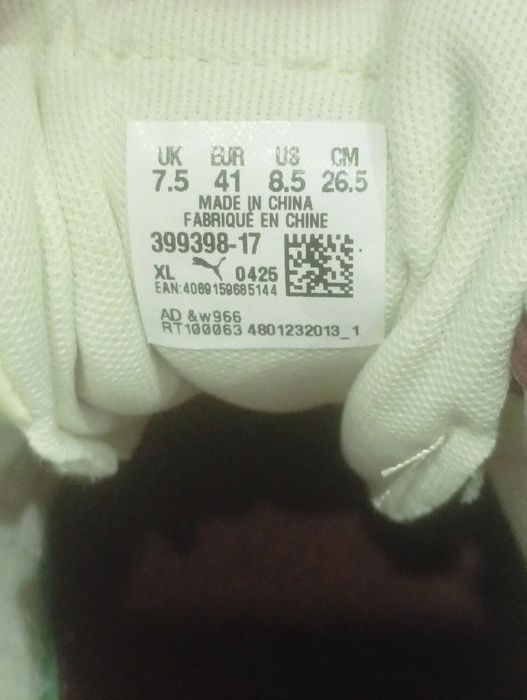 UK EUR US CM
7.5 41 8.5 26.5
MADE IN CHINA
FABRIQUÉ EN CHINE
399398-17
XL 0425
EAN:4069159685144
AD &w966
RT100063 4801232013_1